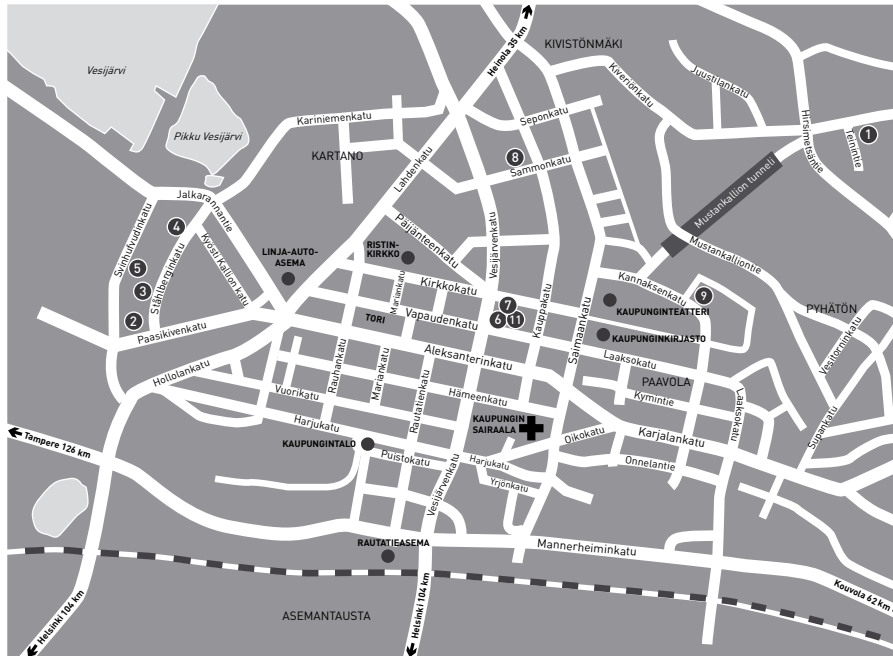 Vesijärvi
Pikku Vesijärvi
Heinola 35 km
KIVISTÖNMÄKI
Kiveriönkatu
Juustilankatu
Hirsimetsäntie
Teinintie
1
Kariniemenkatu
KARTANO
Lahdenkatu
Seponkatu
8
Sammonkatu
Mustankallion tunneli
Mustankalliontie
Jalkarannantie
Svinhufvudinkatu
4
Ståhlberginkatu
Kyösti Kallion katu
5
3
2
Paasikivenkatu
LINJA-AUTO-
ASEMA
RISTIN-
KIRKKO
Päijänteenkatu
Vesijärvenkatu
Kirkkokatu
Mariankatu
TORI
Vapaudenkatu
7
6
11
Kauppakatu
Saimaankatu
Kannaksenkatu
9
KAUPUNGINTEATTERI
KAUPUNGINKIRJASTO
PYHÄTÖN
Vesitorninkatu
Aleksanterinkatu
Laaksokatu
PAAVOLA
Hollolankatu
Rauhankatu
Mariankatu
Rautatienkatu
Vuorikatu
Hämeenkatu
Kymintie
Laaksokatu
Supankatu
Harjukatu
KAUPUNGIN
SAIRAALA
Oikokatu
Karjalankatu
KAUPUNGINTALO
Puistokatu
Vesijärvenkatu
Harjukatu
Yrjönkatu
Onnelantie
Tampere 126 km
RAUTATIEASEMA
Mannerheiminkatu
Kouvola 62 km
Helsinki 104 km
ASEMANTAUSTA
Helsinki 104 km